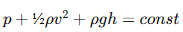 p + ½ρv² + ρgh = const